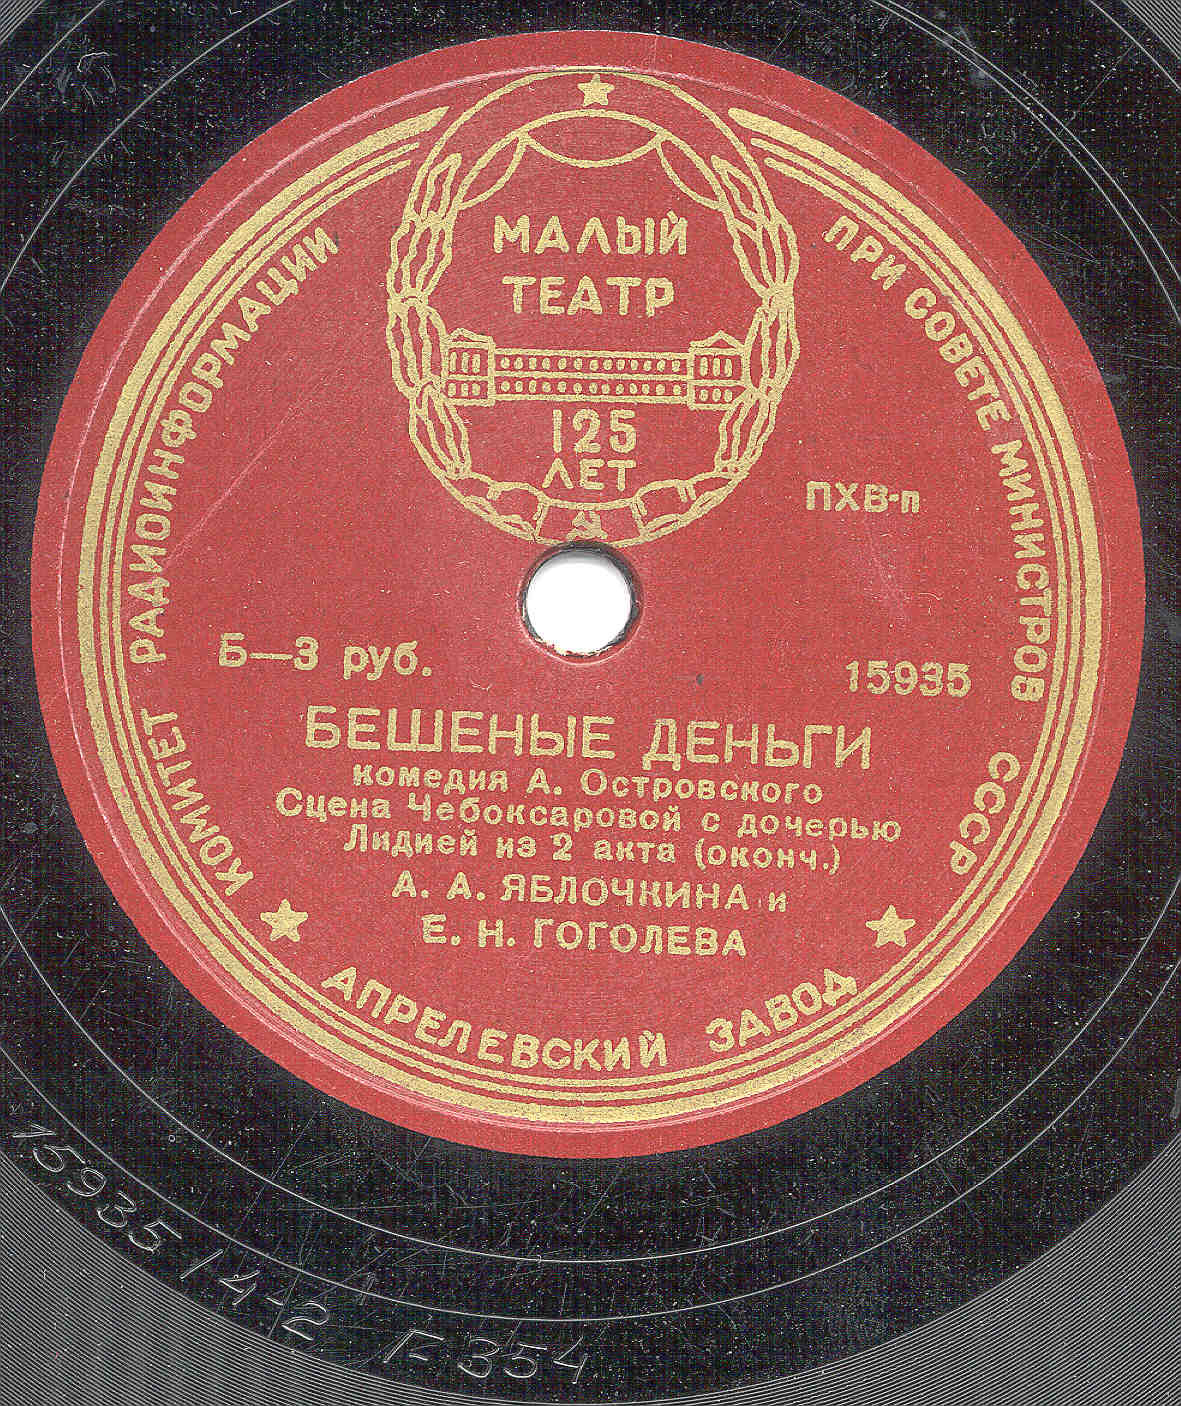 МАЛЫЙ
ТЕАТР
125
ЛЕТ
КОМИТЕТ РАДИОИНФОРМАЦИИ ПРИ СОВЕТЕ МИНИСТРОВ СССР
ПХВ-п
Б—3 руб.
15935
БЕШЕНЫЕ ДЕНЬГИ
комедия А. Островского
Сцена Чебоксаровой с дочерью
Лидией из 2 акта (оконч.)
А. А. ЯБЛОЧКИНА и
Е. Н. ГОГОЛЕВА
АПРЕЛЕВСКИЙ ЗАВОД
15935 / 4-2 Г-354